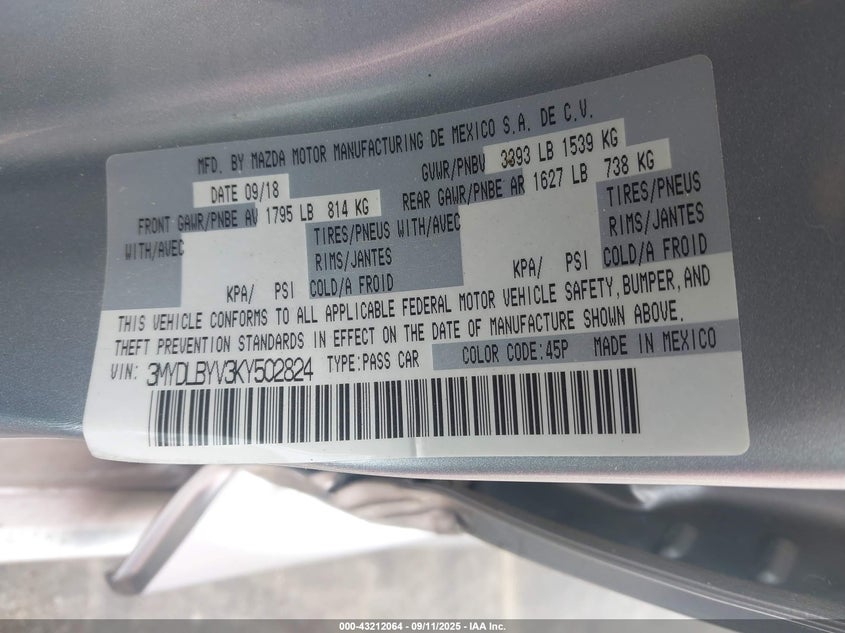 MFD. BY MAZDA MOTOR MANUFACTURING DE MEXICO S.A. DE C.V.
DATE 09/18 GVWR/PNBV 3393 LB 1539 KG
FRONT GAWR/PNBE AV 1795 LB 814 KG REAR GAWR/PNBE AR 1627 LB 738 KG
WITH/AVEC TIRES/PNEUS WITH/AVEC TIRES/PNEUS
RIMS/JANTES RIMS/JANTES
KPA/ PSI COLD/A FROID KPA/ PSI COLD/A FROID
THIS VEHICLE CONFORMS TO ALL APPLICABLE FEDERAL MOTOR VEHICLE SAFETY, BUMPER, AND
THEFT PREVENTION STANDARDS IN EFFECT ON THE DATE OF MANUFACTURE SHOWN ABOVE.
VIN: 3MYDLBYV3KY502824 TYPE:PASS CAR COLOR CODE:45P MADE IN MEXICO
000-43212064 - 09/11/2025 - IAA Inc.